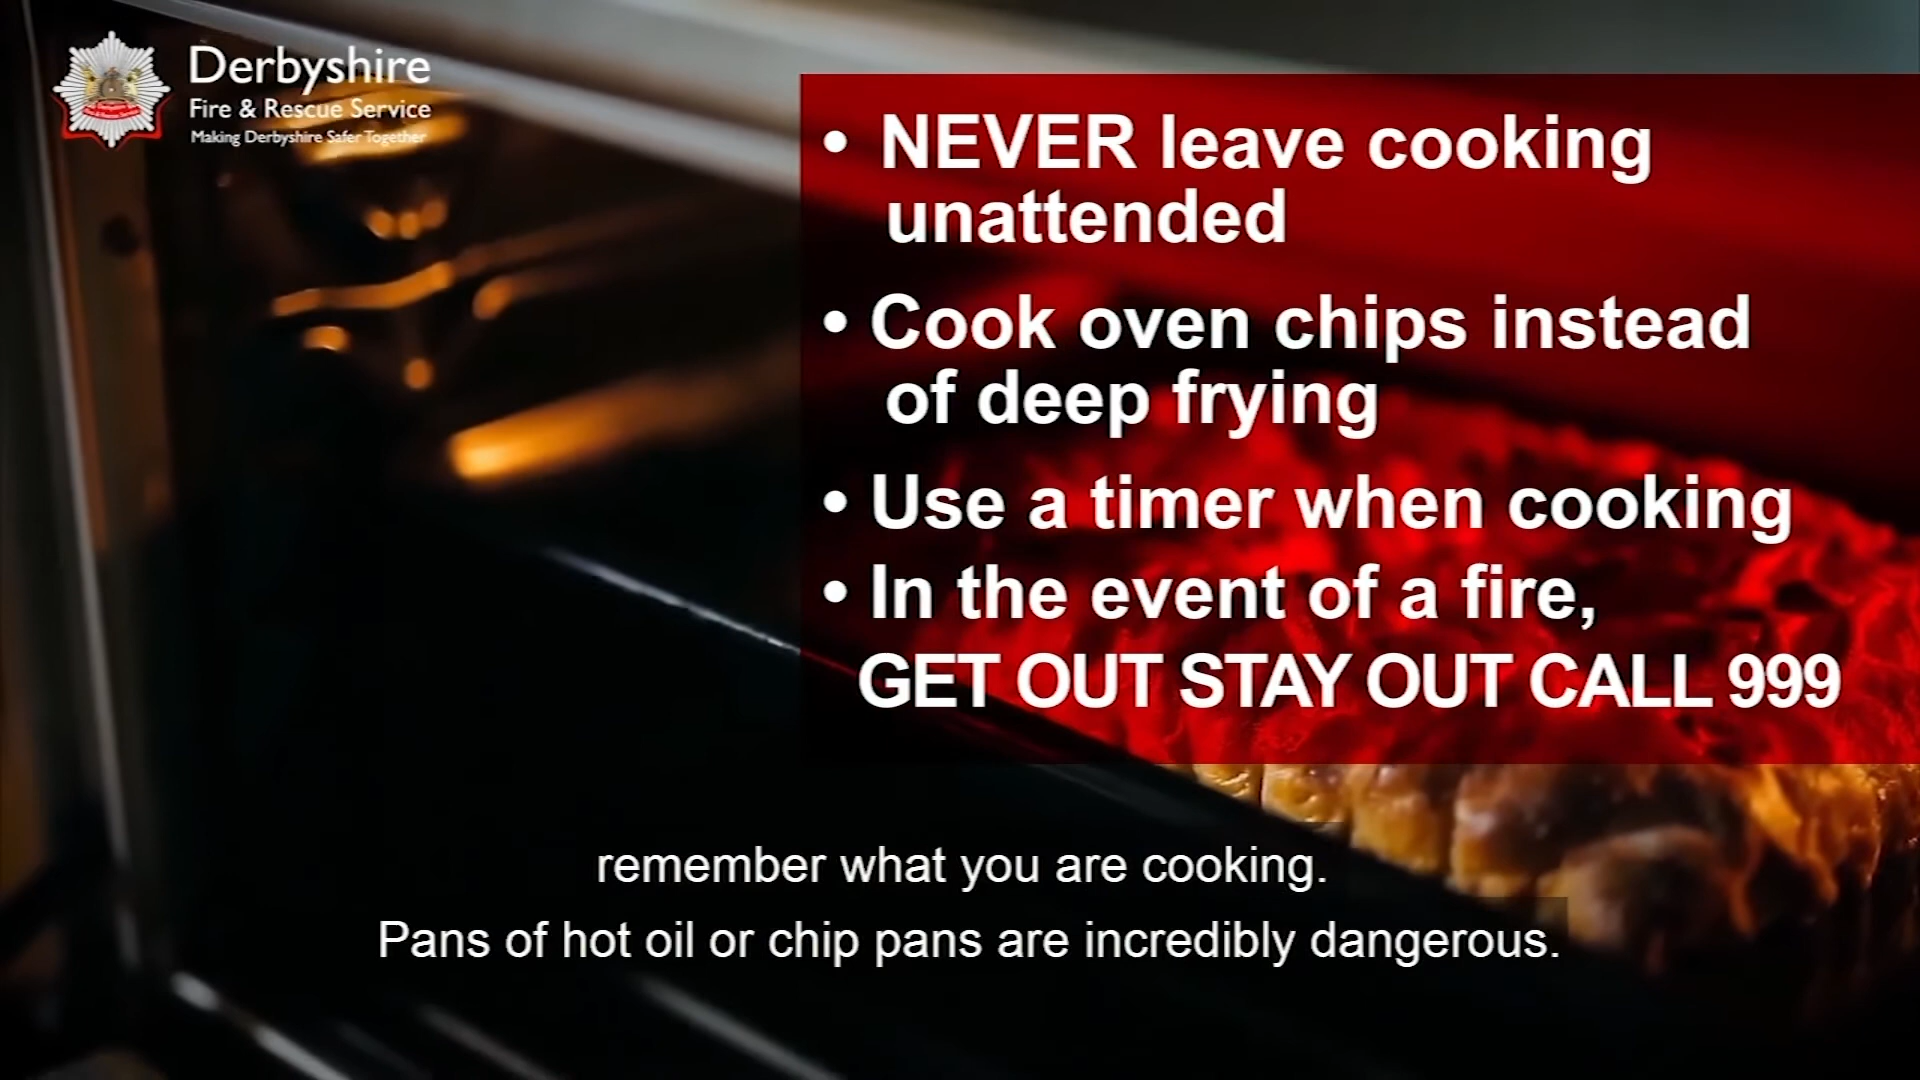 Derbyshire
Fire & Rescue Service
Making Derbyshire Safer Together
• NEVER leave cooking
unattended
• Cook oven chips instead
of deep frying
• Use a timer when cooking
• In the event of a fire,
GET OUT STAY OUT CALL 999
remember what you are cooking.
Pans of hot oil or chip pans are incredibly dangerous.